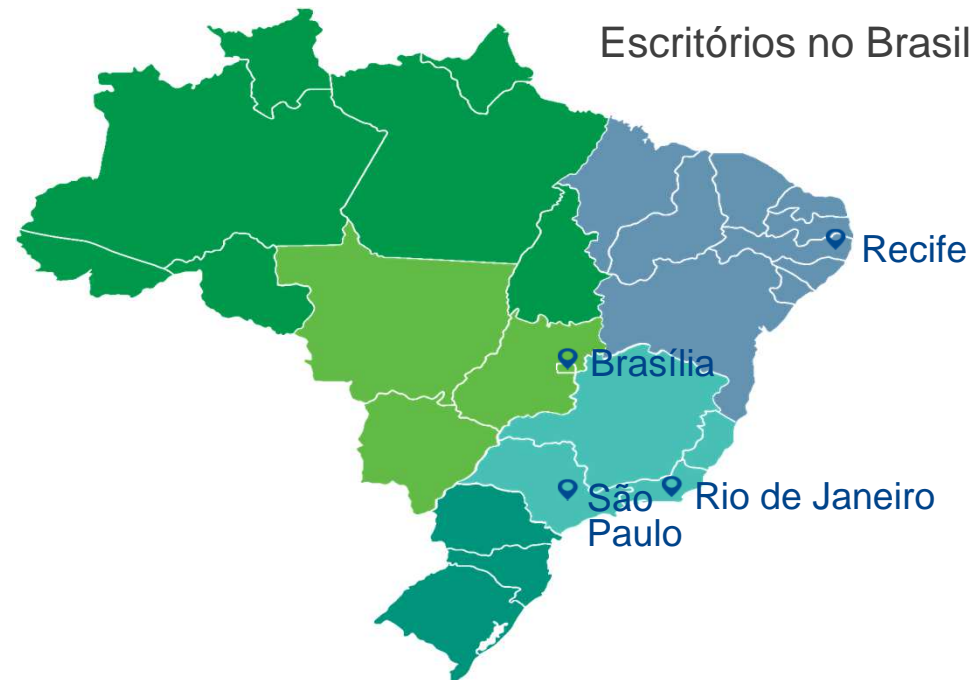 Escritórios no Brasil
Recife
Brasília
São
Paulo
Rio de Janeiro